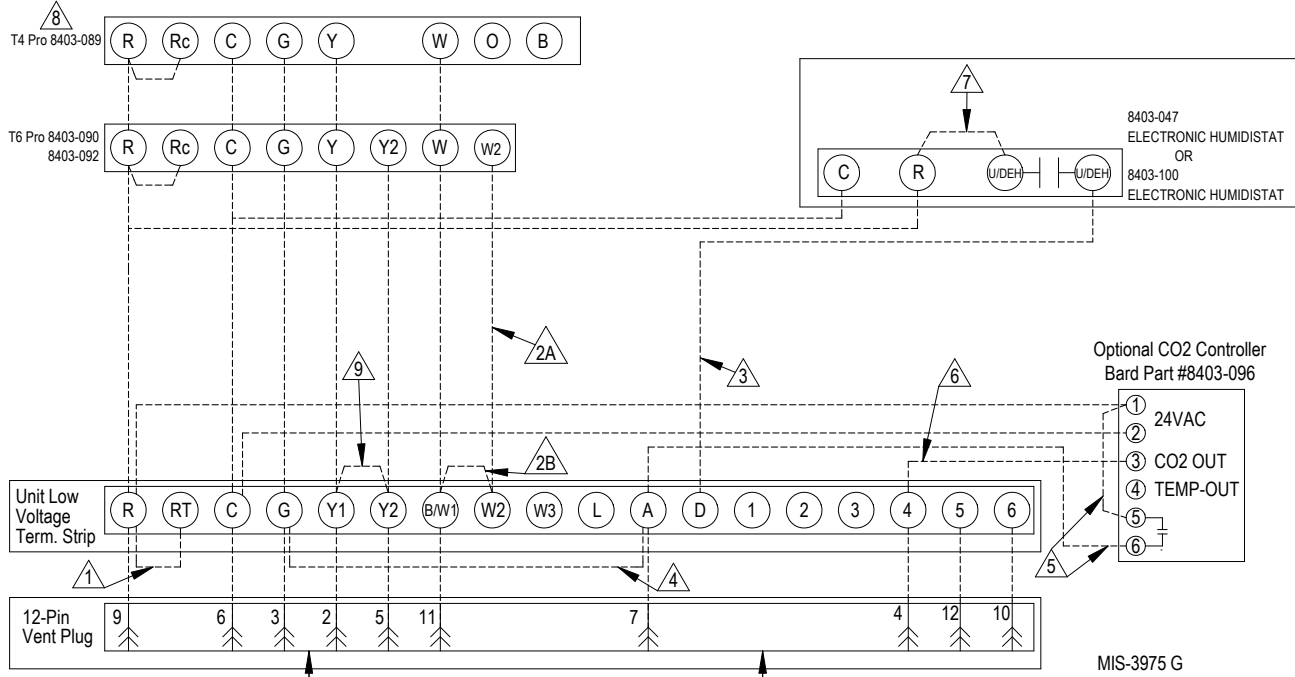 8
T4 Pro 8403-089
R Rc C G Y W O B
7
8403-047
ELECTRONIC HUMIDISTAT
OR
8403-100
ELECTRONIC HUMIDISTAT
T6 Pro 8403-090
8403-092
R Rc C G Y Y2 W W2
C R U/DEH U/DEH
2A
9
3
6
2B
Optional CO2 Controller
Bard Part #8403-096
1
24VAC
2
3 CO2 OUT
4 TEMP-OUT
5
6
Unit Low
Voltage
Term. Strip
R RT C G Y1 Y2 B/W1 W2 W3 L A D 1 2 3 4 5 6
1
4
5
12-Pin
Vent Plug
9 6 3 2 5 11 7 4 12 10
MIS-3975 G